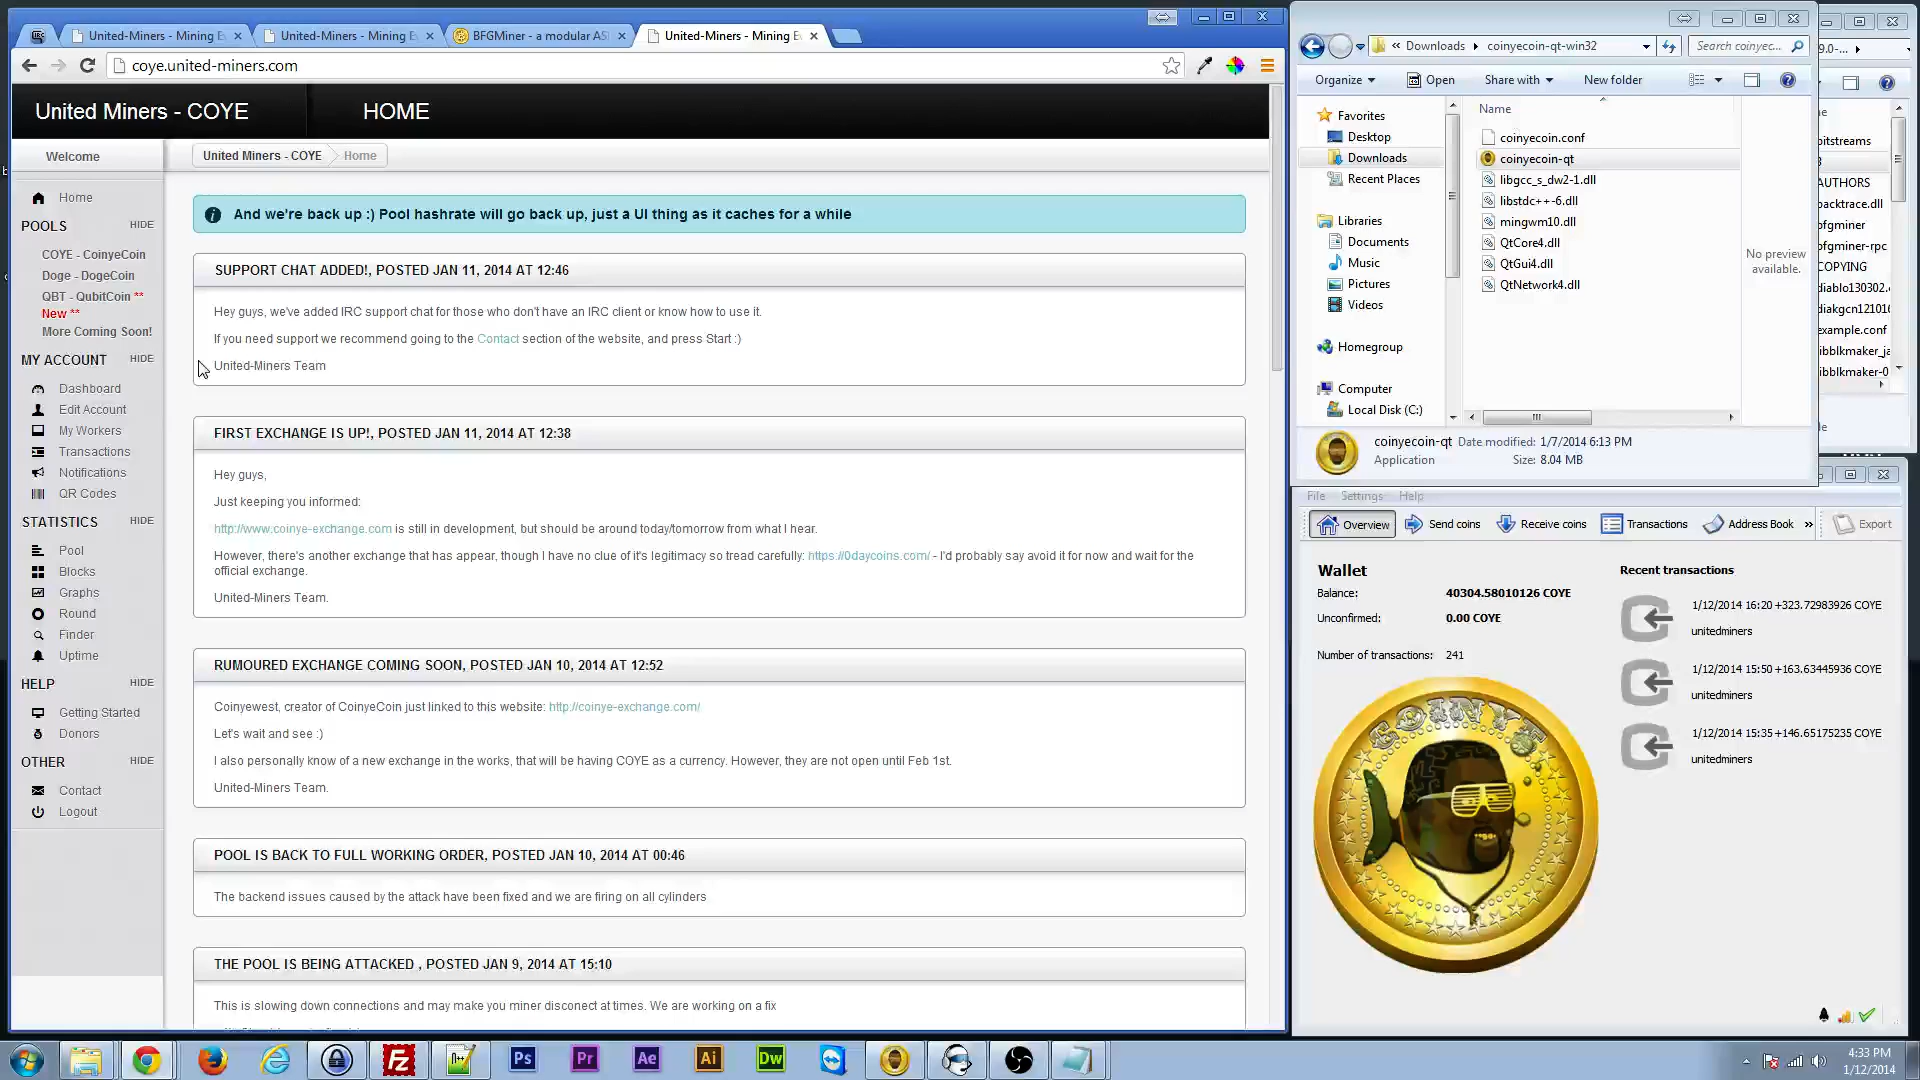 United-Miners - Mining E
United-Miners - Mining E
BFGMiner - a modular AS
United-Miners - Mining E
coye.united-miners.com
United Miners - COYE
HOME
Welcome
United Miners - COYE
Home
Home
POOLS
HIDE
COYE - CoinyeCoin
Doge - DogeCoin
QBT - QubitCoin **
New **
More Coming Soon!
MY ACCOUNT
HIDE
Dashboard
Edit Account
My Workers
Transactions
Notifications
QR Codes
STATISTICS
HIDE
Pool
Blocks
Graphs
Round
Finder
Uptime
HELP
HIDE
Getting Started
Donors
OTHER
HIDE
Contact
Logout
And we're back up :) Pool hashrate will go back up, just a UI thing as it caches for a while
SUPPORT CHAT ADDED!, POSTED JAN 11, 2014 AT 12:46
Hey guys, we've added IRC support chat for those who don't have an IRC client or know how to use it.
If you need support we recommend going to the Contact section of the website, and press Start :)
United-Miners Team
FIRST EXCHANGE IS UP!, POSTED JAN 11, 2014 AT 12:38
Hey guys,
Just keeping you informed:
http://www.coinye-exchange.com is still in development, but should be around today/tomorrow from what I hear.
However, there's another exchange that has appear, though I have no clue of it's legitimacy so tread carefully: https://0daycoins.com/ - I'd probably say avoid it for now and wait for the
official exchange.
United-Miners Team.
RUMOURED EXCHANGE COMING SOON, POSTED JAN 10, 2014 AT 12:52
Coinyewest, creator of CoinyeCoin just linked to this website: http://coinye-exchange.com/
Let's wait and see :)
I also personally know of a new exchange in the works, that will be having COYE as a currency. However, they are not open until Feb 1st.
United-Miners Team.
POOL IS BACK TO FULL WORKING ORDER, POSTED JAN 10, 2014 AT 00:46
The backend issues caused by the attack have been fixed and we are firing on all cylinders
THE POOL IS BEING ATTACKED , POSTED JAN 9, 2014 AT 15:10
This is slowing down connections and may make you miner disconect at times. We are working on a fix
Downloads
coinyecoin-qt-win32
Search coinyec...
Organize
Open
Share with
New folder
Favorites
Desktop
Downloads
Recent Places
Libraries
Documents
Music
Pictures
Videos
Homegroup
Computer
Local Disk (C:)
Name
coinyecoin.conf
coinyecoin-qt
libgcc_s_dw2-1.dll
libstdc++-6.dll
mingwm10.dll
QtCore4.dll
QtGui4.dll
QtNetwork4.dll
No preview
available.
coinyecoin-qt Date modified: 1/7/2014 6:13 PM
Application Size: 8.04 MB
9.0-...
bitstreams
AUTHORS
backtrace.dll
bfgminer
bfgminer-rpc
COPYING
diablo130302.
diakgcn121016
example.conf
libblkmaker_ja
libblkmaker-0
File
Settings
Help
Overview
Send coins
Receive coins
Transactions
Address Book
»
Export
Wallet
Balance: 40304.58010126 COYE
Unconfirmed: 0.00 COYE
Number of transactions: 241
COINYE
Recent transactions
1/12/2014 16:20 +323.72983926 COYE
unitedminers
1/12/2014 15:50 +163.63445936 COYE
unitedminers
1/12/2014 15:35 +146.65175235 COYE
unitedminers
Ps
Pr
Ae
Ai
Dw
4:33 PM
1/12/2014